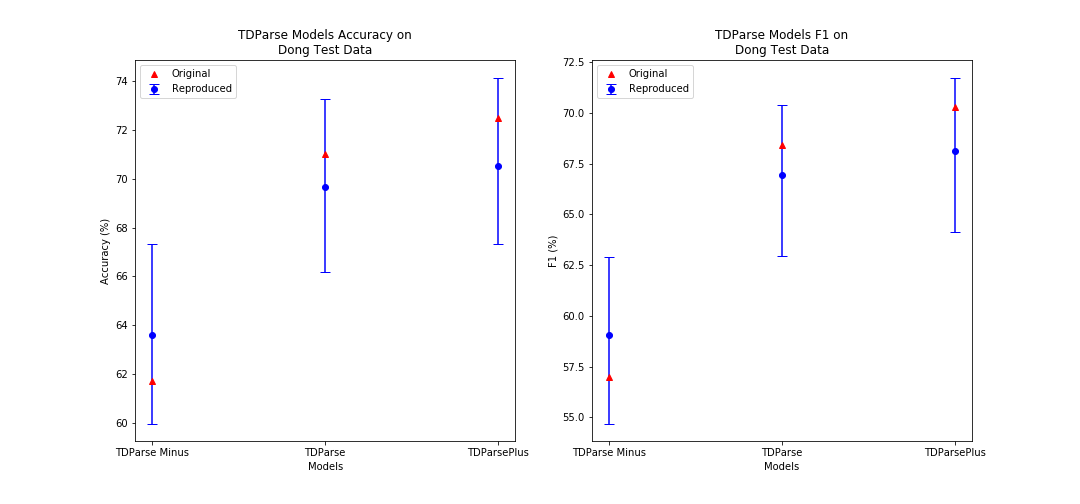 TDParse Models Accuracy on
Dong Test Data
Original
Reproduced
74
72
70
68
66
64
62
60
Accuracy (%)
TDParse Minus
TDParse
TDParsePlus
Models
TDParse Models F1 on
Dong Test Data
Original
Reproduced
72.5
70.0
67.5
65.0
62.5
60.0
57.5
55.0
F1 (%)
TDParse Minus
TDParse
TDParsePlus
Models